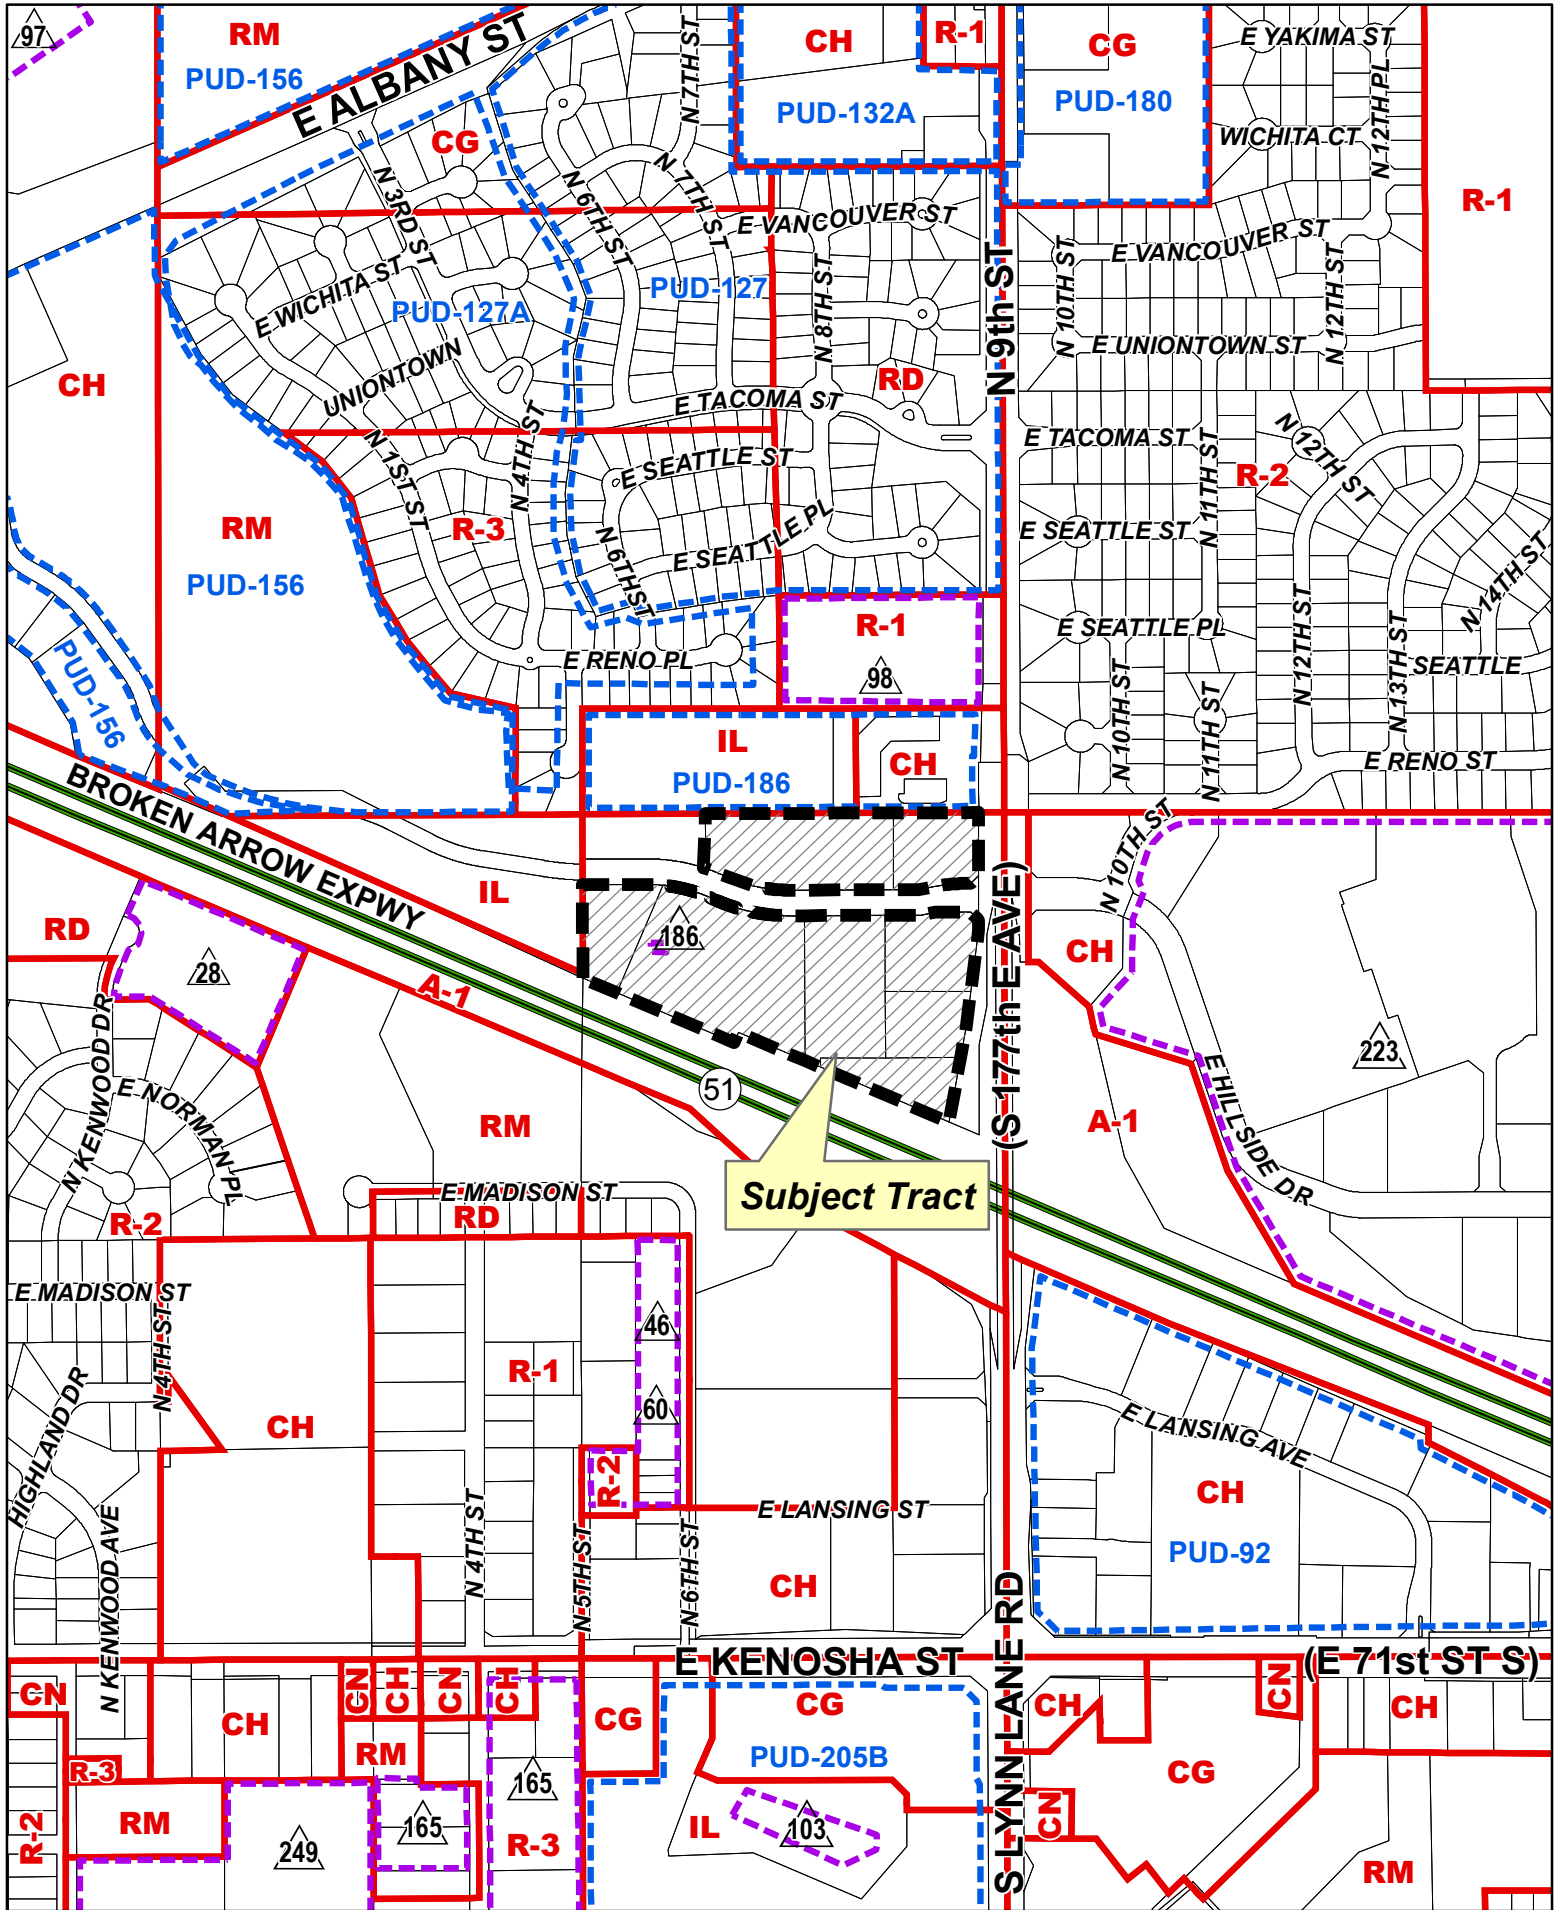 97
RM
PUD-156
E ALBANY ST
N 7TH ST
CH
R-1
PUD-132A
CG
PUD-180
E YAKIMA ST
N 12TH PL
WICHITA CT
R-1
CG
N 3RD ST
N 6TH ST
N 7TH ST
E VANCOUVER ST
E VANCOUVER ST
N 9th ST
N 10TH ST
N 12TH ST
E WICHITA ST
PUD-127A
PUD-127
N 8TH ST
E UNIONTOWN ST
UNIONTOWN
CH
RD
E TACOMA ST
E TACOMA ST
N 4TH ST
N 1ST ST
E SEATTLE ST
N 11TH ST
R-2
N 12TH ST
RM
R-3
PUD-156
E SEATTLE PL
N 6THST
E SEATTLE ST
N 14TH ST
R-1
98
E RENO PL
E SEATTLE PL
N 12TH ST
N 13TH ST
SEATTLE
PUD-156
N 10TH ST
N 11TH ST
E RENO ST
IL
PUD-186
CH
BROKEN ARROW EXPWY
IL
N 10TH ST
(S 177th E AVE)
RD
28
A-1
186
CH
223
N KENWOOD DR
E NORMAN PL
51
RM
A-1
E HILLSIDE DR
Subject Tract
E MADISON ST
RD
R-2
E MADISON ST
N 4TH ST
46
R-1
60
HIGHLAND DR
CH
R-2
E LANSING AVE
CH
PUD-92
N KENWOOD AVE
N 4TH ST
N 5TH ST
N 6TH ST
E LANSING ST
CH
S LYNN LANE RD
E KENOSHA ST
(E 71st ST S)
CN
CH
CN
CH
CN
CH
CG
CG
PUD-205B
CH
CN
CH
R-3
RM
CG
R-2
RM
249
165
165
R-3
IL
103
CN
RM